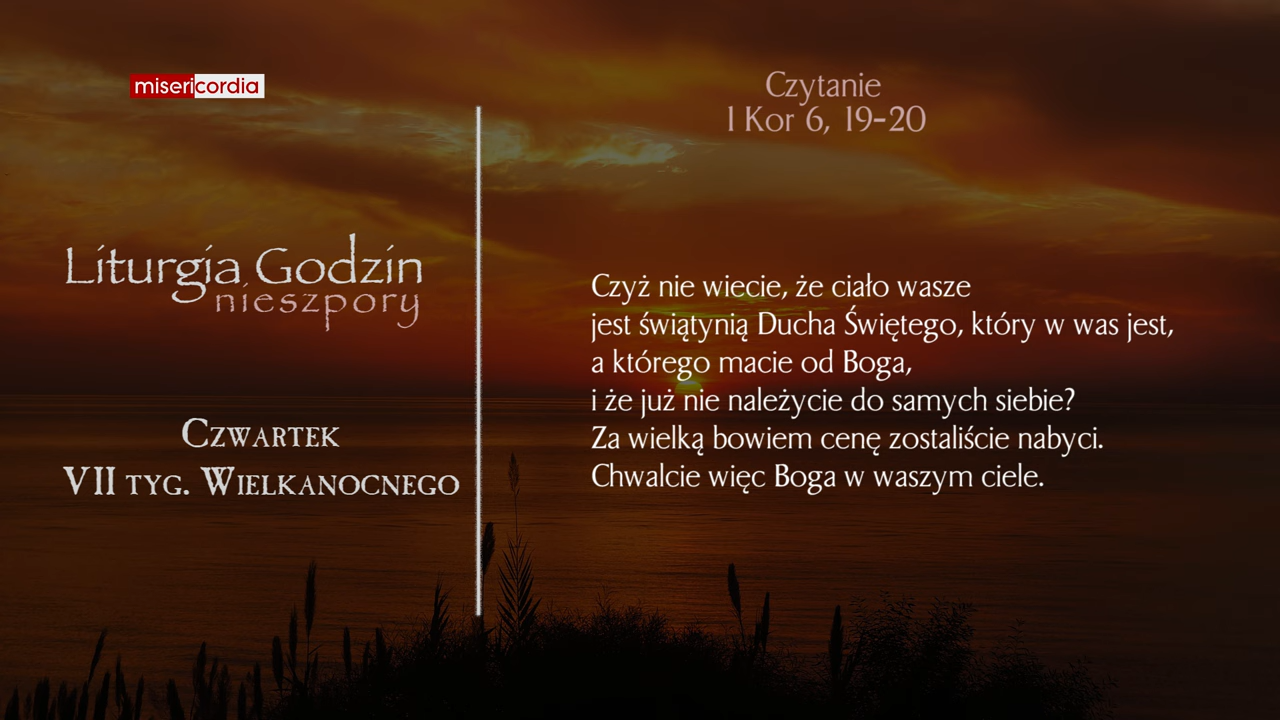 misericordia
Liturgia Godzin
nieszpory
Czwartek
VII tyg. Wielkanocnego
Czytanie
1 Kor 6, 19-20
Czyż nie wiecie, że ciało wasze
jest świątynią Ducha Świętego, który w was jest,
a którego macie od Boga,
i że już nie należycie do samych siebie?
Za wielką bowiem cenę zostaliście nabyci.
Chwalcie więc Boga w waszym ciele.